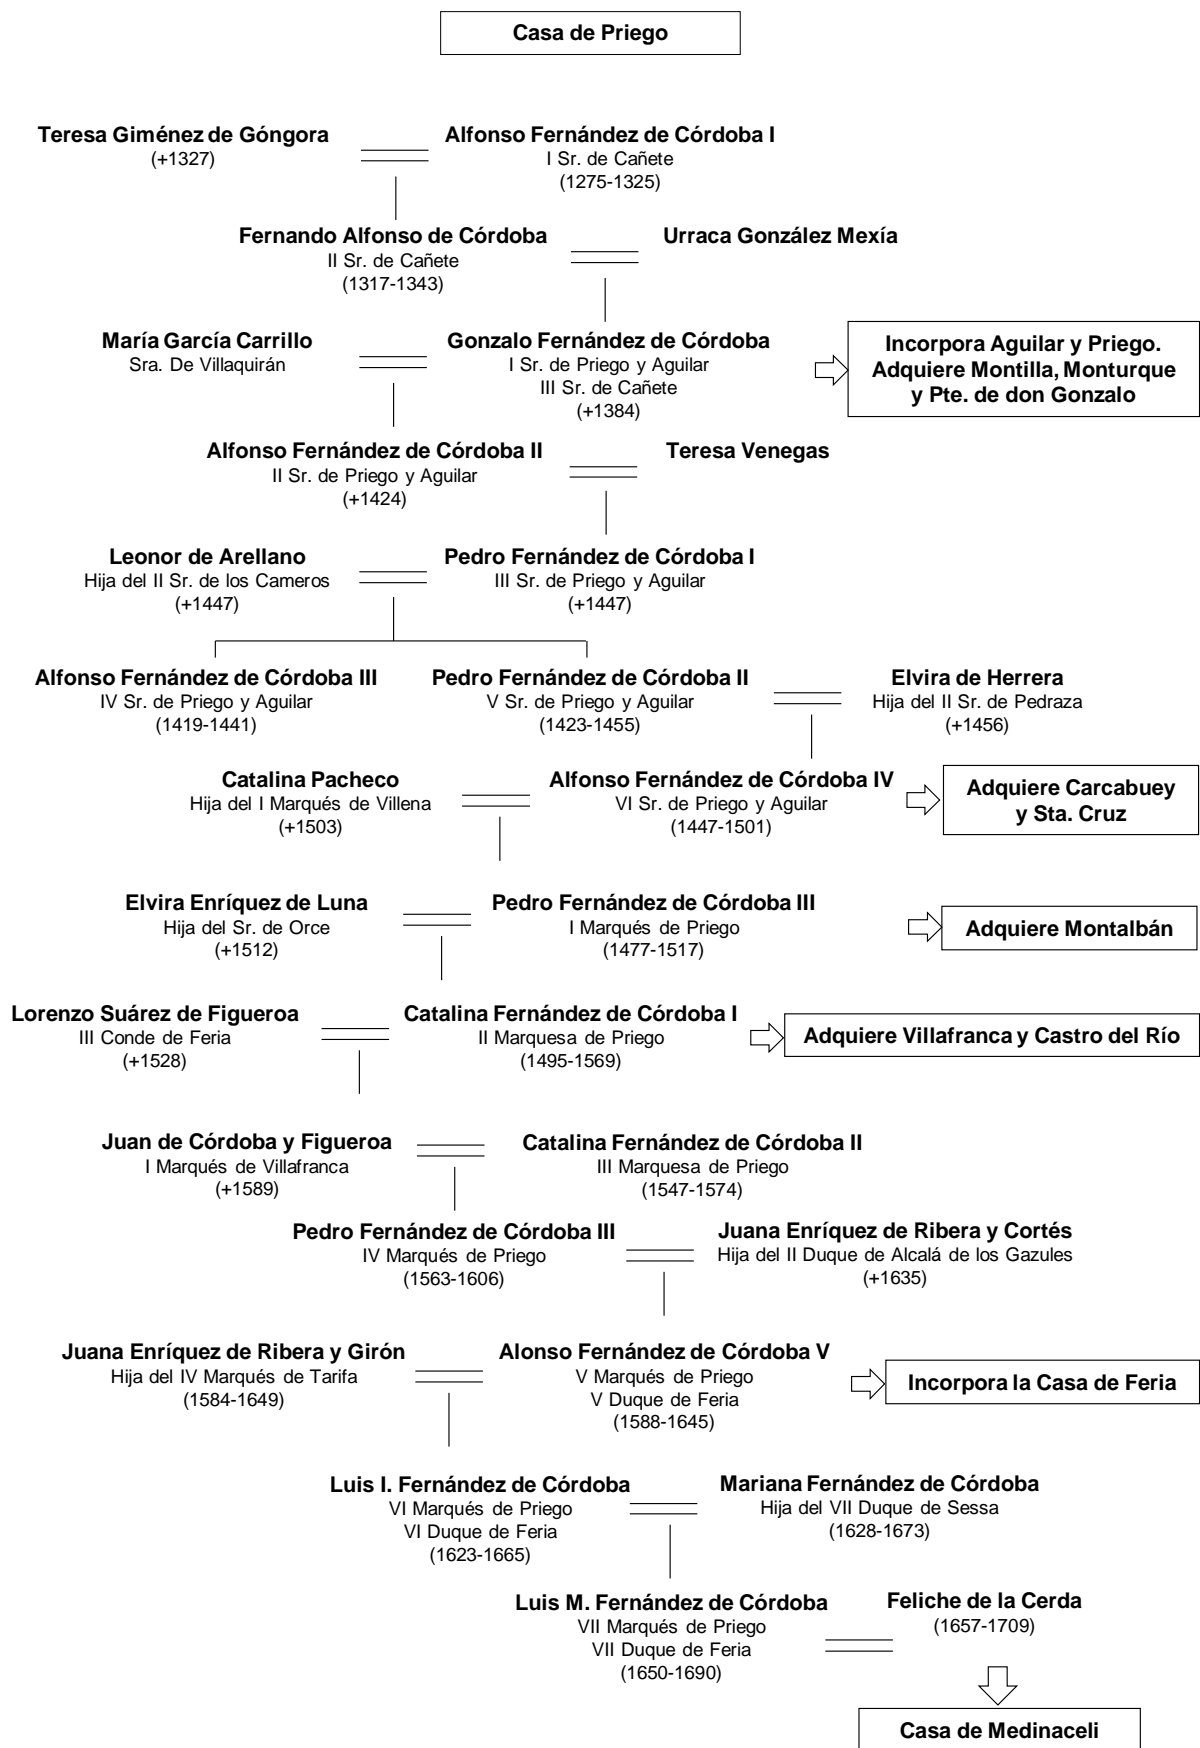 Casa de Priego
Teresa Giménez de Góngora
(+1327)
Alfonso Fernández de Córdoba I
I Sr. de Cañete
(1275-1325)
Fernando Alfonso de Córdoba
II Sr. de Cañete
(1317-1343)
Urraca González Mexía
María García Carrillo
Sra. De Villaquirán
Gonzalo Fernández de Córdoba
I Sr. de Priego y Aguilar
III Sr. de Cañete
(+1384)
Incorpora Aguilar y Priego.
Adquiere Montilla, Monturque
y Pte. de don Gonzalo
Alfonso Fernández de Córdoba II
II Sr. de Priego y Aguilar
(+1424)
Teresa Venegas
Leonor de Arellano
Hija del II Sr. de los Cameros
(+1447)
Pedro Fernández de Córdoba I
III Sr. de Priego y Aguilar
(+1447)
Alfonso Fernández de Córdoba III
IV Sr. de Priego y Aguilar
(1419-1441)
Pedro Fernández de Córdoba II
V Sr. de Priego y Aguilar
(1423-1455)
Elvira de Herrera
Hija del II Sr. de Pedraza
(+1456)
Catalina Pacheco
Hija del I Marqués de Villena
(+1503)
Alfonso Fernández de Córdoba IV
VI Sr. de Priego y Aguilar
(1447-1501)
Adquiere Carcabuey
y Sta. Cruz
Elvira Enríquez de Luna
Hija del Sr. de Orce
(+1512)
Pedro Fernández de Córdoba III
I Marqués de Priego
(1477-1517)
Adquiere Montalbán
Lorenzo Suárez de Figueroa
III Conde de Feria
(+1528)
Catalina Fernández de Córdoba I
II Marquesa de Priego
(1495-1569)
Adquiere Villafranca y Castro del Río
Juan de Córdoba y Figueroa
I Marqués de Villafranca
(+1589)
Catalina Fernández de Córdoba II
III Marquesa de Priego
(1547-1574)
Pedro Fernández de Córdoba III
IV Marqués de Priego
(1563-1606)
Juana Enríquez de Ribera y Cortés
Hija del II Duque de Alcalá de los Gazules
(+1635)
Juana Enríquez de Ribera y Girón
Hija del IV Marqués de Tarifa
(1584-1649)
Alonso Fernández de Córdoba V
V Marqués de Priego
V Duque de Feria
(1588-1645)
Incorpora la Casa de Feria
Luis I. Fernández de Córdoba
VI Marqués de Priego
VI Duque de Feria
(1623-1665)
Mariana Fernández de Córdoba
Hija del VII Duque de Sessa
(1628-1673)
Luis M. Fernández de Córdoba
VII Marqués de Priego
VII Duque de Feria
(1650-1690)
Feliche de la Cerda
(1657-1709)
Casa de Medinaceli